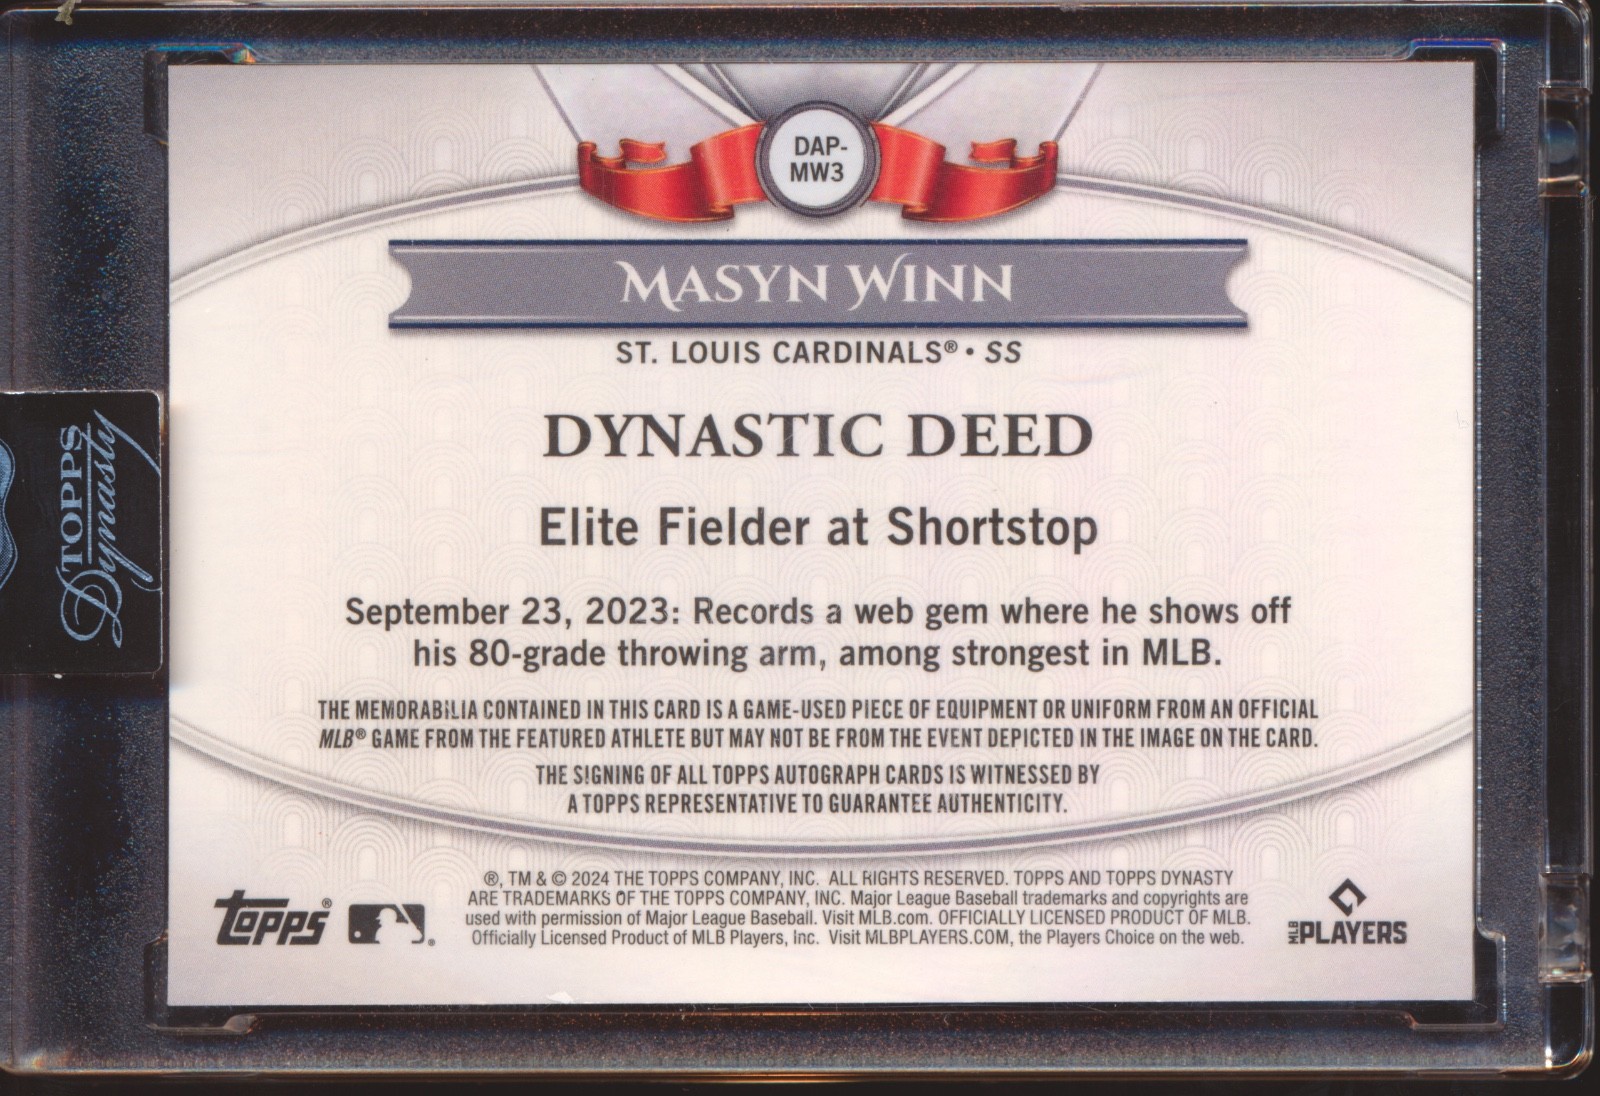 DAP-
MW3
MASYN WINN
ST. LOUIS CARDINALS® • SS
DYNASTIC DEED
Elite Fielder at Shortstop
September 23, 2023: Records a web gem where he shows off
his 80-grade throwing arm, among strongest in MLB.
THE MEMORABILIA CONTAINED IN THIS CARD IS A GAME-USED PIECE OF EQUIPMENT OR UNIFORM FROM AN OFFICIAL
MLB® GAME FROM THE FEATURED ATHLETE BUT MAY NOT BE FROM THE EVENT DEPICTED IN THE IMAGE ON THE CARD.
THE SIGNING OF ALL TOPPS AUTOGRAPH CARDS IS WITNESSED BY
A TOPPS REPRESENTATIVE TO GUARANTEE AUTHENTICITY.
®, TM & © 2024 THE TOPPS COMPANY, INC. ALL RIGHTS RESERVED. TOPPS AND TOPPS DYNASTY
ARE TRADEMARKS OF THE TOPPS COMPANY, INC. Major League Baseball trademarks and copyrights are
used with permission of Major League Baseball. Visit MLB.com. OFFICIALLY LICENSED PRODUCT OF MLB.
Officially Licensed Product of MLB Players, Inc. Visit MLBPLAYERS.COM, the Players Choice on the web.
Topps®
®
MLB PLAYERS
TOPPS
Dynasty